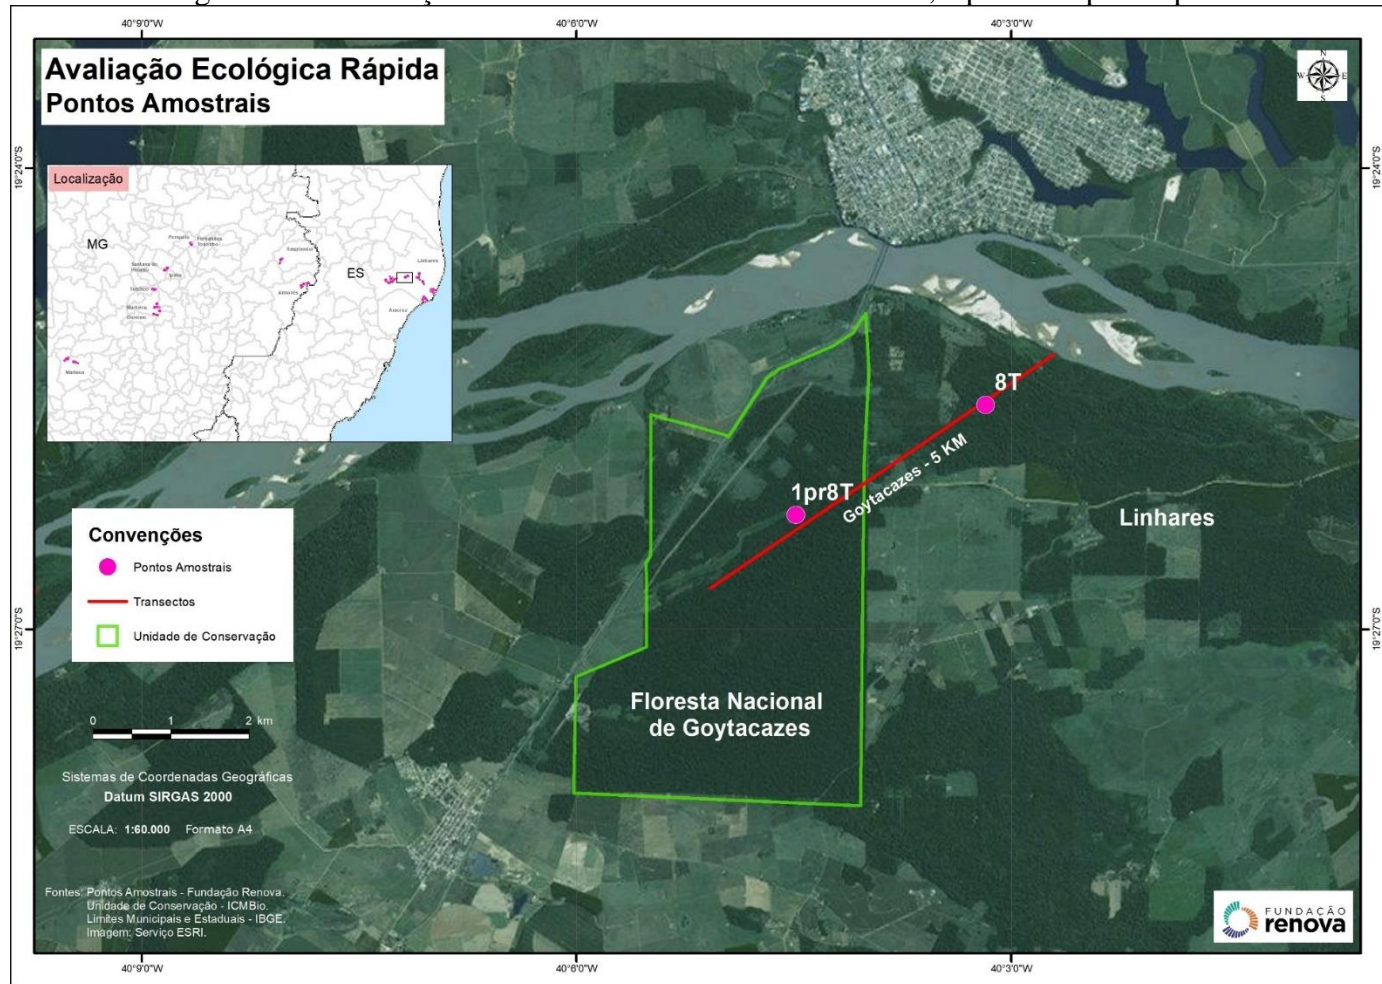 40°9'0"W 40°6'0"W 40°3'0"W
Avaliação Ecológica Rápida
Pontos Amostrais
N
W E
S
19°24'0"S 19°24'0"S
Localização
MG
ES
Linhares
Aracruz
Mariana
8T
Goytacazes - 5 KM
1pr8T
Linhares
Convenções
Pontos Amostrais
Transectos
Unidade de Conservação
19°27'0"S 19°27'0"S
Floresta Nacional
de Goytacazes
0 1 2 km
Sistemas de Coordenadas Geográficas
Datum SIRGAS 2000
ESCALA: 1:60.000 Formato A4
Fontes: Pontos Amostrais - Fundação Renova.
Unidade de Conservação - ICMBio.
Limites Municipais e Estaduais - IBGE.
Imagem: Serviço ESRI.
FUNDAÇÃO
renova
40°9'0"W 40°6'0"W 40°3'0"W